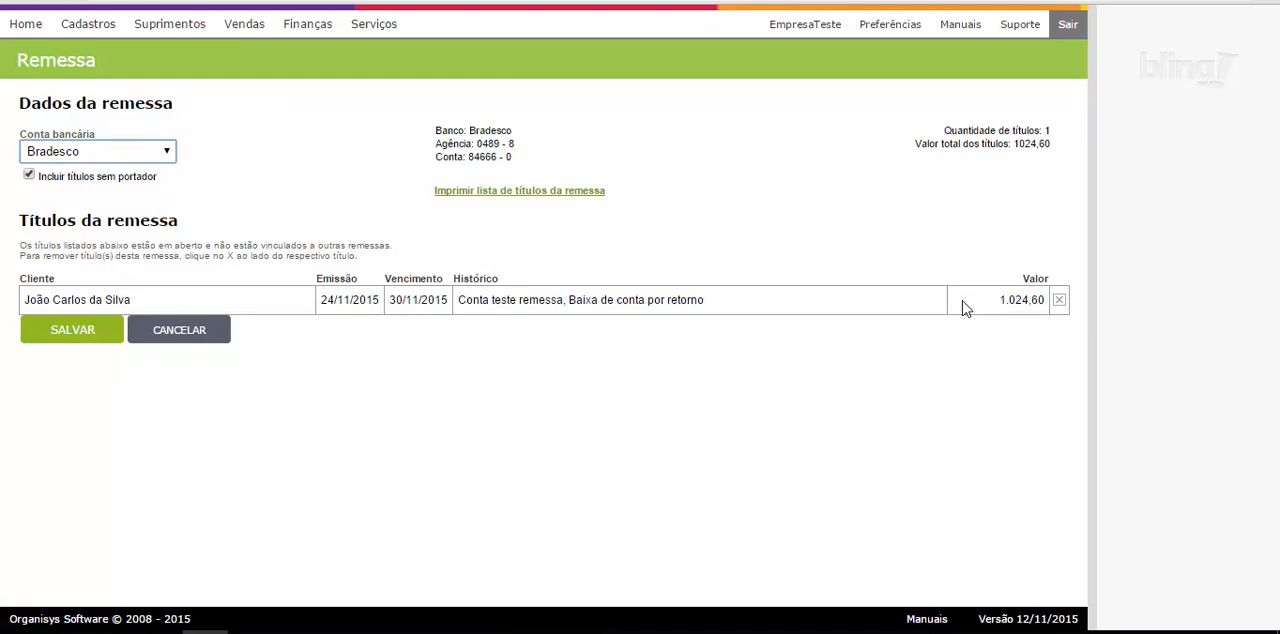 Home Cadastros Suprimentos Vendas Finanças Serviços EmpresaTeste Preferências Manuais Suporte Sair
Remessa
bling!
Dados da remessa
Conta bancária
Bradesco
Incluir títulos sem portador
Banco: Bradesco
Agência: 0489 - 8
Conta: 84666 - 0
Imprimir lista de títulos da remessa
Quantidade de títulos: 1
Valor total dos títulos: 1024,60
Títulos da remessa
Os títulos listados abaixo estão em aberto e não estão vinculados a outras remessas.
Para remover título(s) desta remessa, clique no X ao lado do respectivo título.
Cliente Emissão Vencimento Histórico Valor
João Carlos da Silva 24/11/2015 30/11/2015 Conta teste remessa, Baixa de conta por retorno 1.024,60
SALVAR CANCELAR
Organisys Software © 2008 - 2015 Manuais Versão 12/11/2015